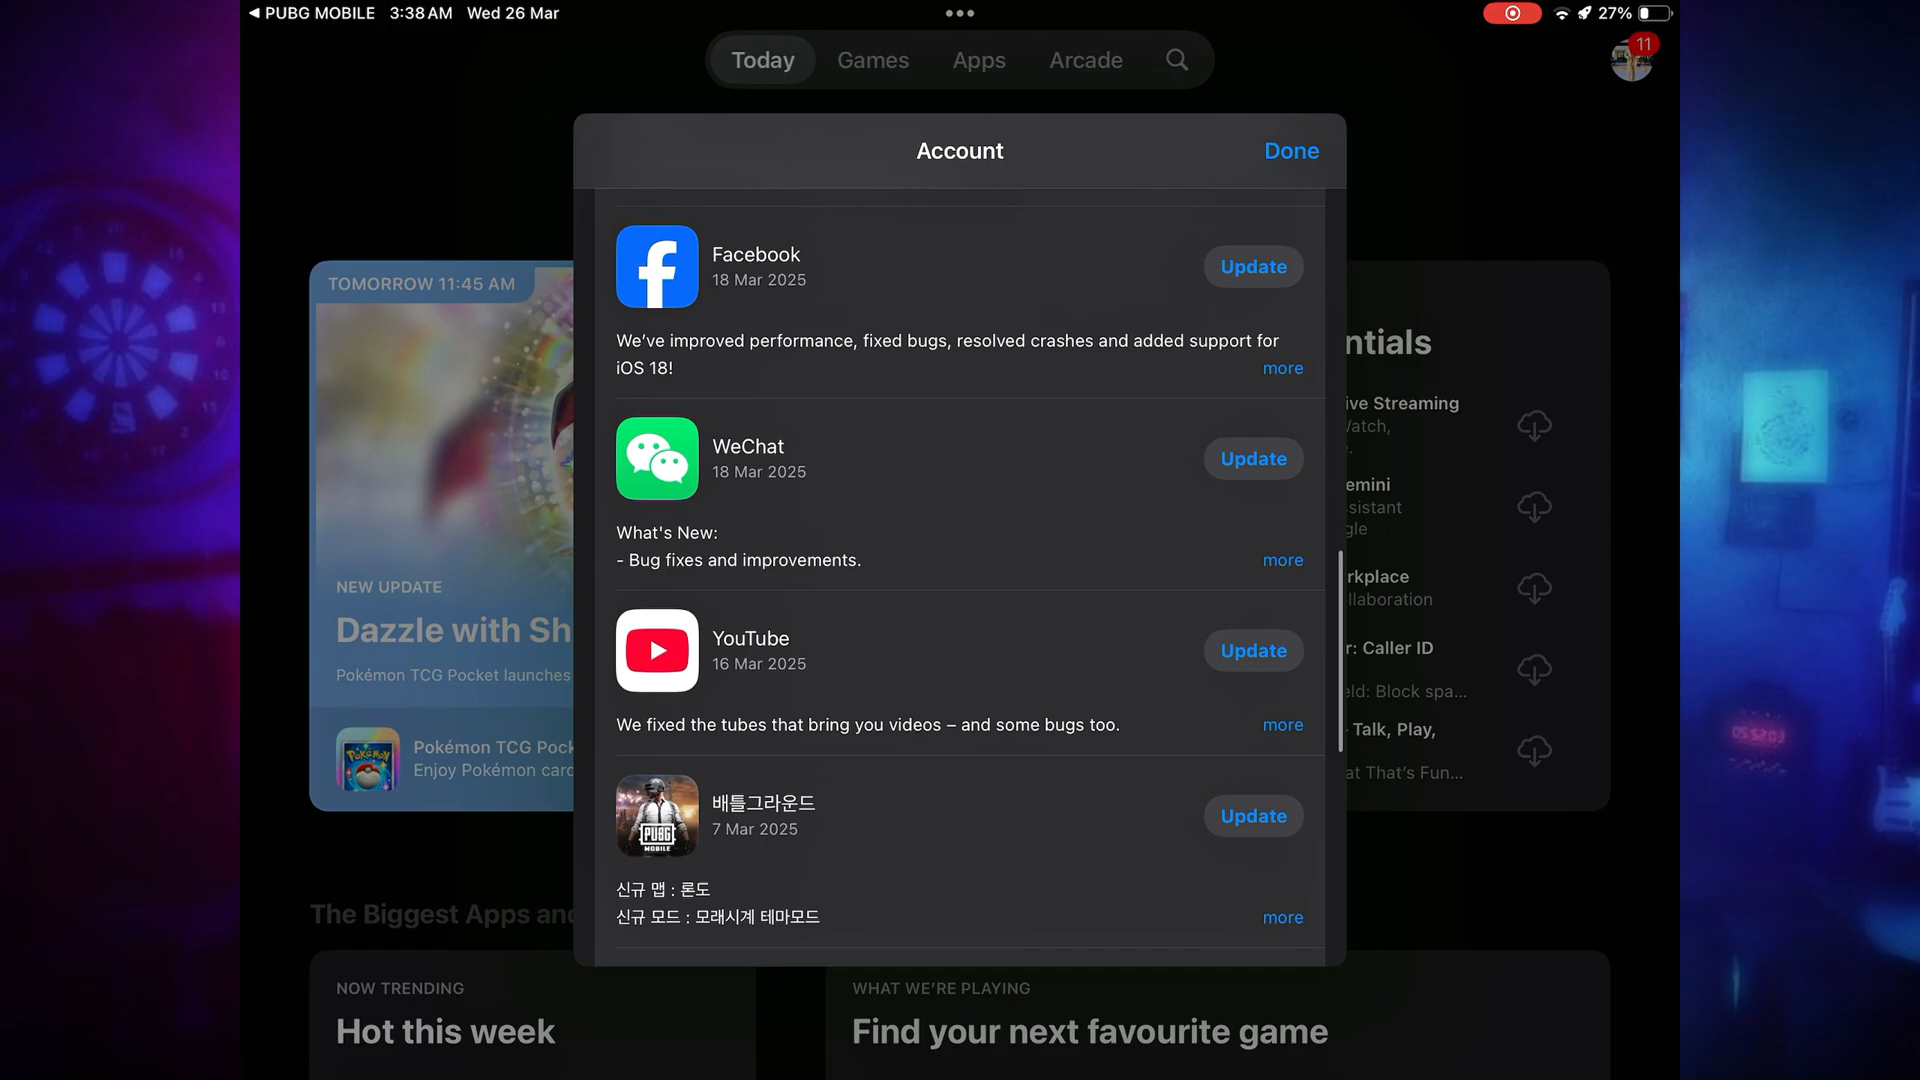 ◀ PUBG MOBILE 3:38 AM Wed 26 Mar
27%
Today Games Apps Arcade
11
Account
Done
Facebook
18 Mar 2025
Update
We’ve improved performance, fixed bugs, resolved crashes and added support for
iOS 18!
more
WeChat
18 Mar 2025
Update
What's New:
- Bug fixes and improvements.
more
YouTube
16 Mar 2025
Update
We fixed the tubes that bring you videos – and some bugs too.
more
PUBG
MOBILE
배틀그라운드
7 Mar 2025
Update
신규 맵 : 론도
신규 모드 : 모래시계 테마모드
more
TOMORROW 11:45 AM
NEW UPDATE
Dazzle with Sh
Pokémon TCG Pocket launches
Pokémon TCG Pock
Enjoy Pokémon card
ntials
ive Streaming
Watch,
emini
ssistant
gle
rkplace
llaboration
r: Caller ID
eld: Block spa...
Talk, Play,
at That’s Fun...
The Biggest Apps and
NOW TRENDING
Hot this week
WHAT WE’RE PLAYING
Find your next favourite game